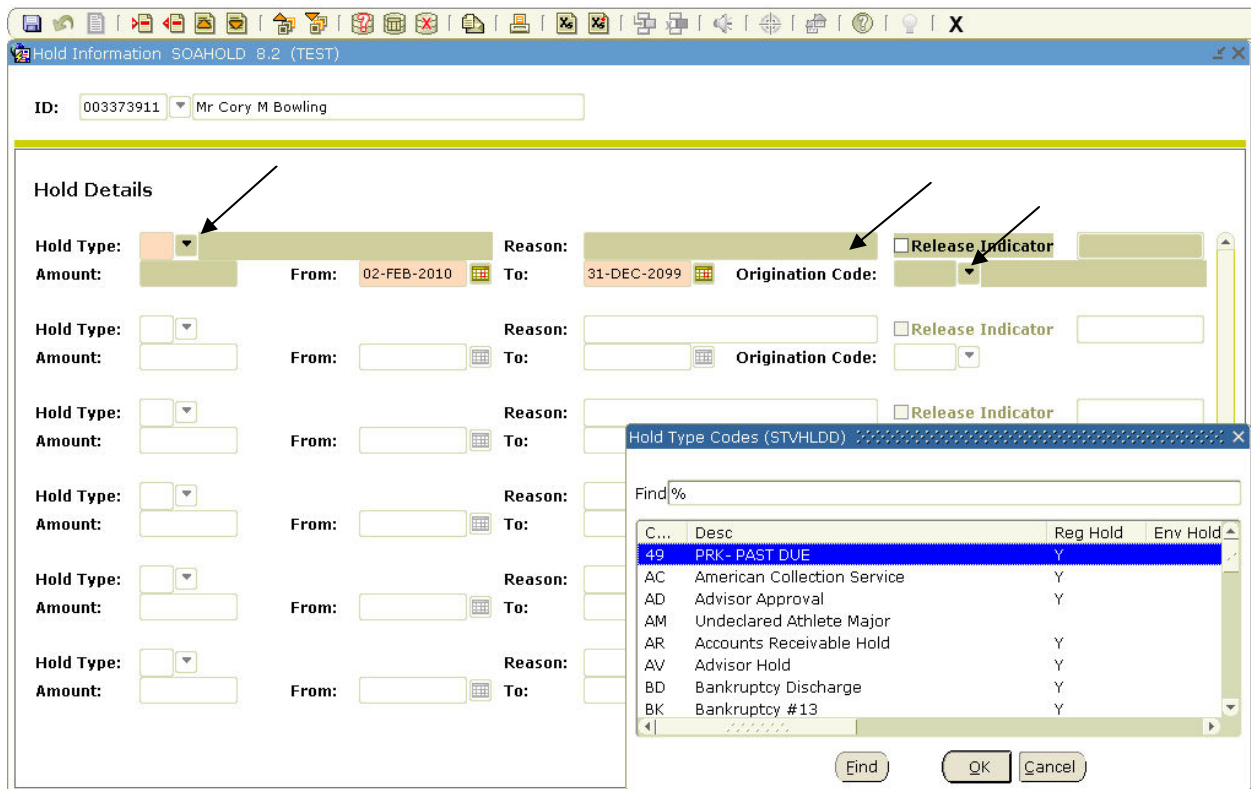 X
Hold Information SOAHOLD 8.2 (TEST)
ID: 003373911 Mr Cory M Bowling
Hold Details
Hold Type: Reason: Release Indicator
Amount: From: 02-FEB-2010 To: 31-DEC-2099 Origination Code:
Hold Type: Reason: Release Indicator
Amount: From: To: Origination Code:
Hold Type: Reason: Release Indicator
Amount: From: To:
Hold Type: Reason:
Amount: From: To:
Hold Type: Reason:
Amount: From: To:
Hold Type: Reason:
Amount: From: To:
Hold Type Codes (STVHLDD)
Find %
C... Desc Reg Hold Env Hold
49 PRK- PAST DUE Y
AC American Collection Service Y
AD Advisor Approval Y
AM Undeclared Athlete Major
AR Accounts Receivable Hold Y
AV Advisor Hold Y
BD Bankruptcy Discharge Y
BK Bankruptcy #13 Y
Find OK Cancel